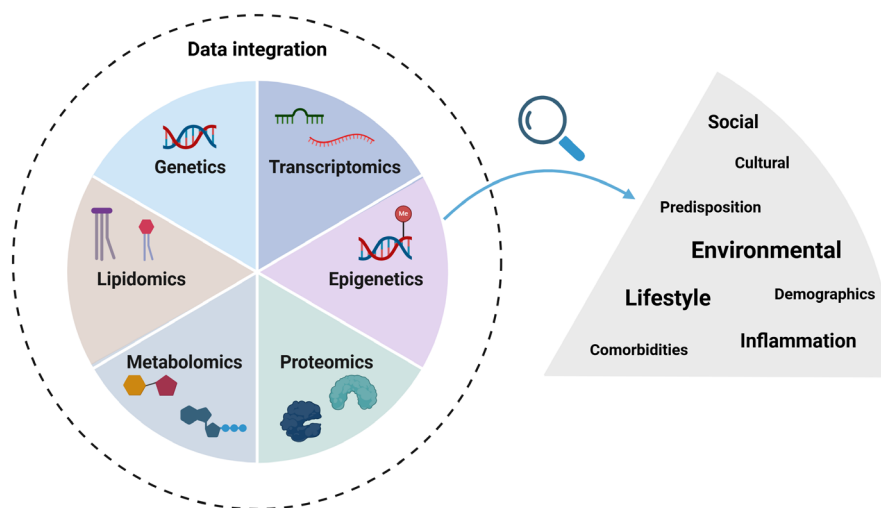 Data integration
Genetics
Transcriptomics
Lipidomics
Me
Epigenetics
Metabolomics
Proteomics
Social
Cultural
Predisposition
Environmental
Lifestyle
Demographics
Inflammation
Comorbidities